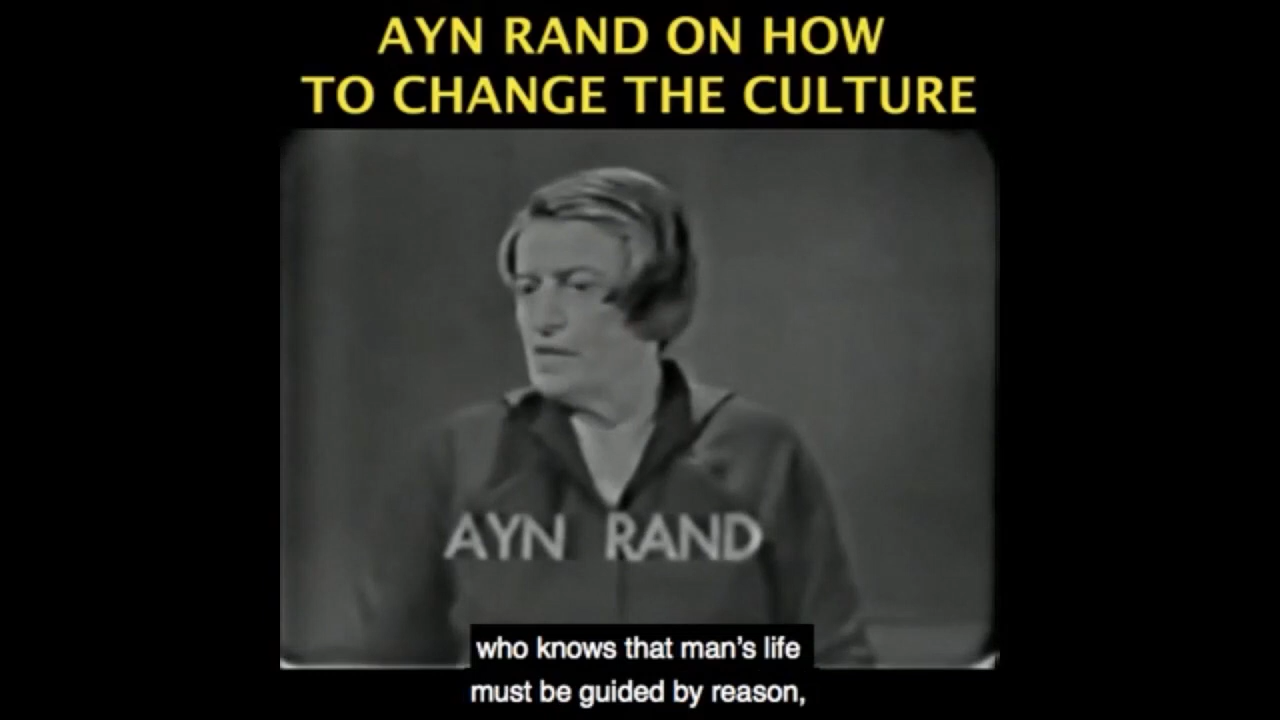 AYN RAND ON HOW
TO CHANGE THE CULTURE
AYN RAND
who knows that man's life
must be guided by reason,